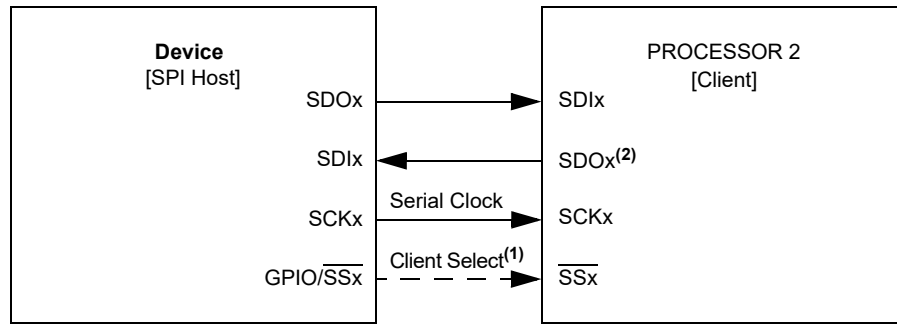 Device
[SPI Host]
PROCESSOR 2
[Client]
SDOx
SDIx
SDIx
SDOx(2)
Serial Clock
SCKx
SCKx
Client Select(1)
GPIO/SSx
SSx